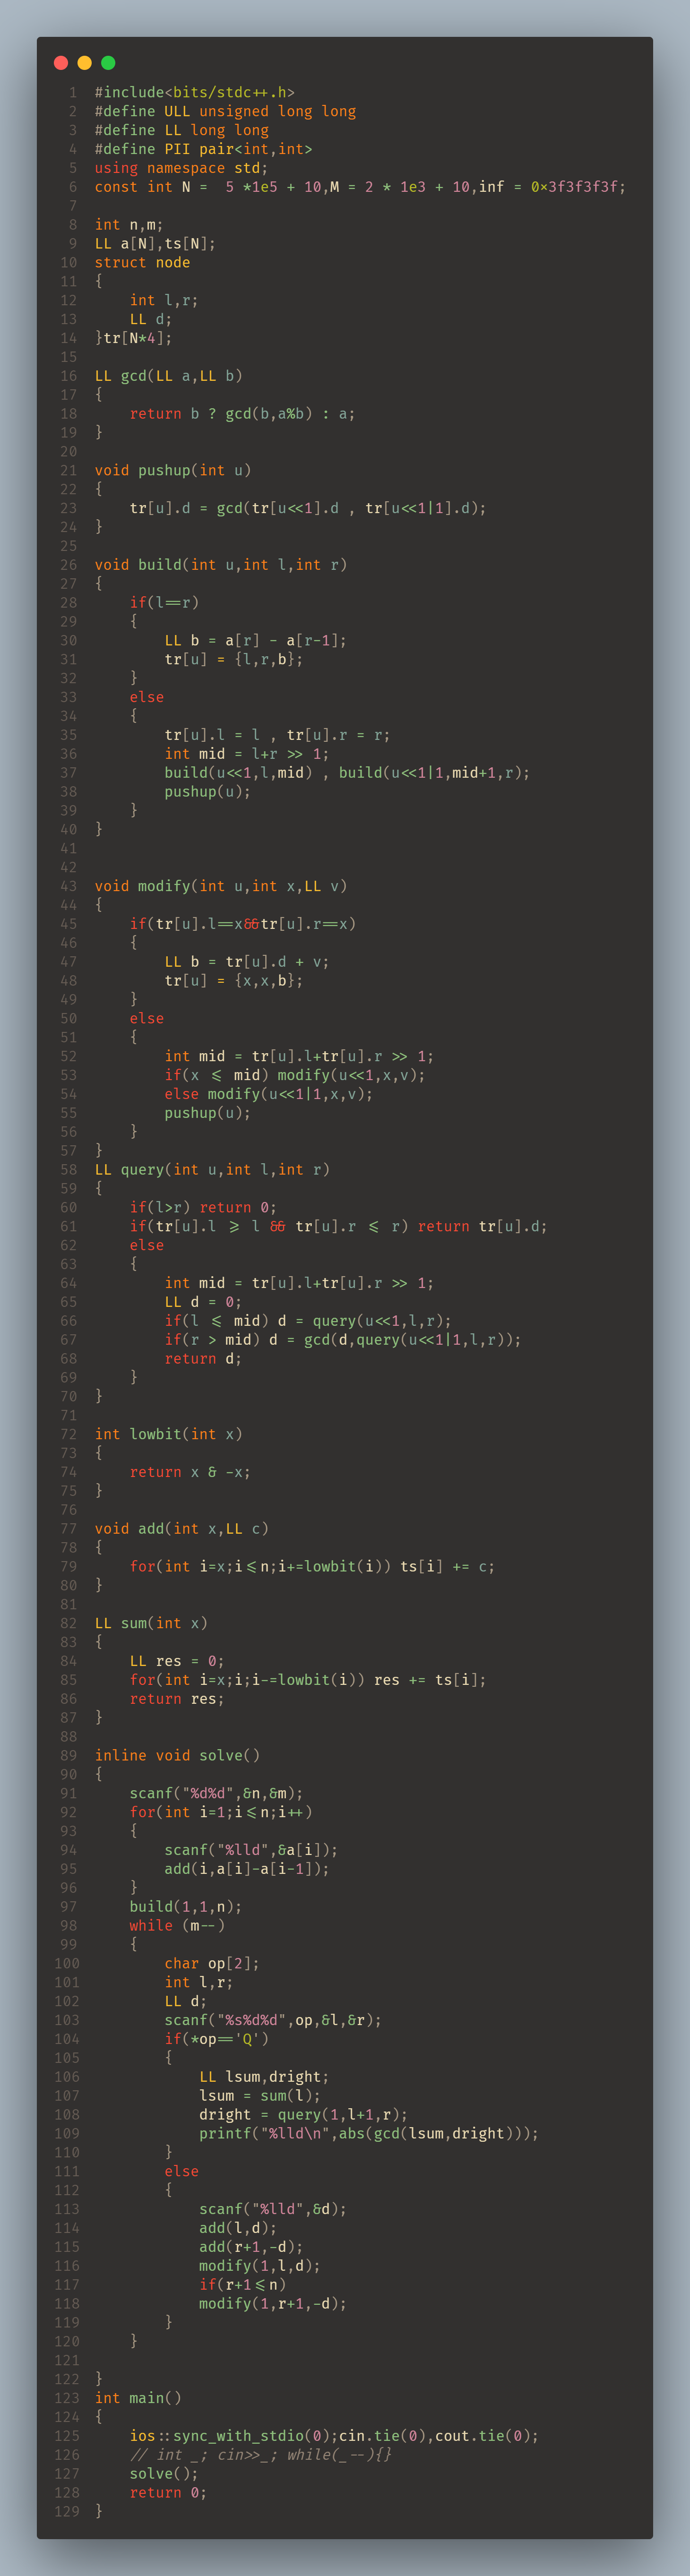 1 #include<bits/stdc++.h>
2 #define ULL unsigned long long
3 #define LL long long
4 #define PII pair<int,int>
5 using namespace std;
6 const int N =  5 *1e5 + 10,M = 2 * 1e3 + 10,inf = 0x3f3f3f3f;
7
8 int n,m;
9 LL a[N],ts[N];
10 struct node
11 {
12     int l,r;
13     LL d;
14 }tr[N*4];
15
16 LL gcd(LL a,LL b)
17 {
18     return b ? gcd(b,a%b) : a;
19 }
20
21 void pushup(int u)
22 {
23     tr[u].d = gcd(tr[u<<1].d , tr[u<<1|1].d);
24 }
25
26 void build(int u,int l,int r)
27 {
28     if(l==r)
29     {
30         LL b = a[r] - a[r-1];
31         tr[u] = {l,r,b};
32     }
33     else
34     {
35         tr[u].l = l , tr[u].r = r;
36         int mid = l+r >> 1;
37         build(u<<1,l,mid) , build(u<<1|1,mid+1,r);
38         pushup(u);
39     }
40 }
41
42
43 void modify(int u,int x,LL v)
44 {
45     if(tr[u].l==x&&tr[u].r==x)
46     {
47         LL b = tr[u].d + v;
48         tr[u] = {x,x,b};
49     }
50     else
51     {
52         int mid = tr[u].l+tr[u].r >> 1;
53         if(x <= mid) modify(u<<1,x,v);
54         else modify(u<<1|1,x,v);
55         pushup(u);
56     }
57 }
58 LL query(int u,int l,int r)
59 {
60     if(l>r) return 0;
61     if(tr[u].l >= l && tr[u].r <= r) return tr[u].d;
62     else
63     {
64         int mid = tr[u].l+tr[u].r >> 1;
65         LL d = 0;
66         if(l <= mid) d = query(u<<1,l,r);
67         if(r > mid) d = gcd(d,query(u<<1|1,l,r));
68         return d;
69     }
70 }
71
72 int lowbit(int x)
73 {
74     return x & -x;
75 }
76
77 void add(int x,LL c)
78 {
79     for(int i=x;i<=n;i+=lowbit(i)) ts[i] += c;
80 }
81
82 LL sum(int x)
83 {
84     LL res = 0;
85     for(int i=x;i;i-=lowbit(i)) res += ts[i];
86     return res;
87 }
88
89 inline void solve()
90 {
91     scanf("%d%d",&n,&m);
92     for(int i=1;i<=n;i++)
93     {
94         scanf("%lld",&a[i]);
95         add(i,a[i]-a[i-1]);
96     }
97     build(1,1,n);
98     while (m--)
99     {
100         char op[2];
101         int l,r;
102         LL d;
103         scanf("%s%d%d",op,&l,&r);
104         if(*op=='Q')
105         {
106             LL lsum,dright;
107             lsum = sum(l);
108             dright = query(1,l+1,r);
109             printf("%lld\n",abs(gcd(lsum,dright)));
110         }
111         else
112         {
113             scanf("%lld",&d);
114             add(l,d);
115             add(r+1,-d);
116             modify(1,l,d);
117             if(r+1<=n)
118             modify(1,r+1,-d);
119         }
120     }
121
122 }
123 int main()
124 {
125     ios::sync_with_stdio(0);cin.tie(0),cout.tie(0);
126     // int _; cin>>_; while(_--){}
127     solve();
128     return 0;
129 }